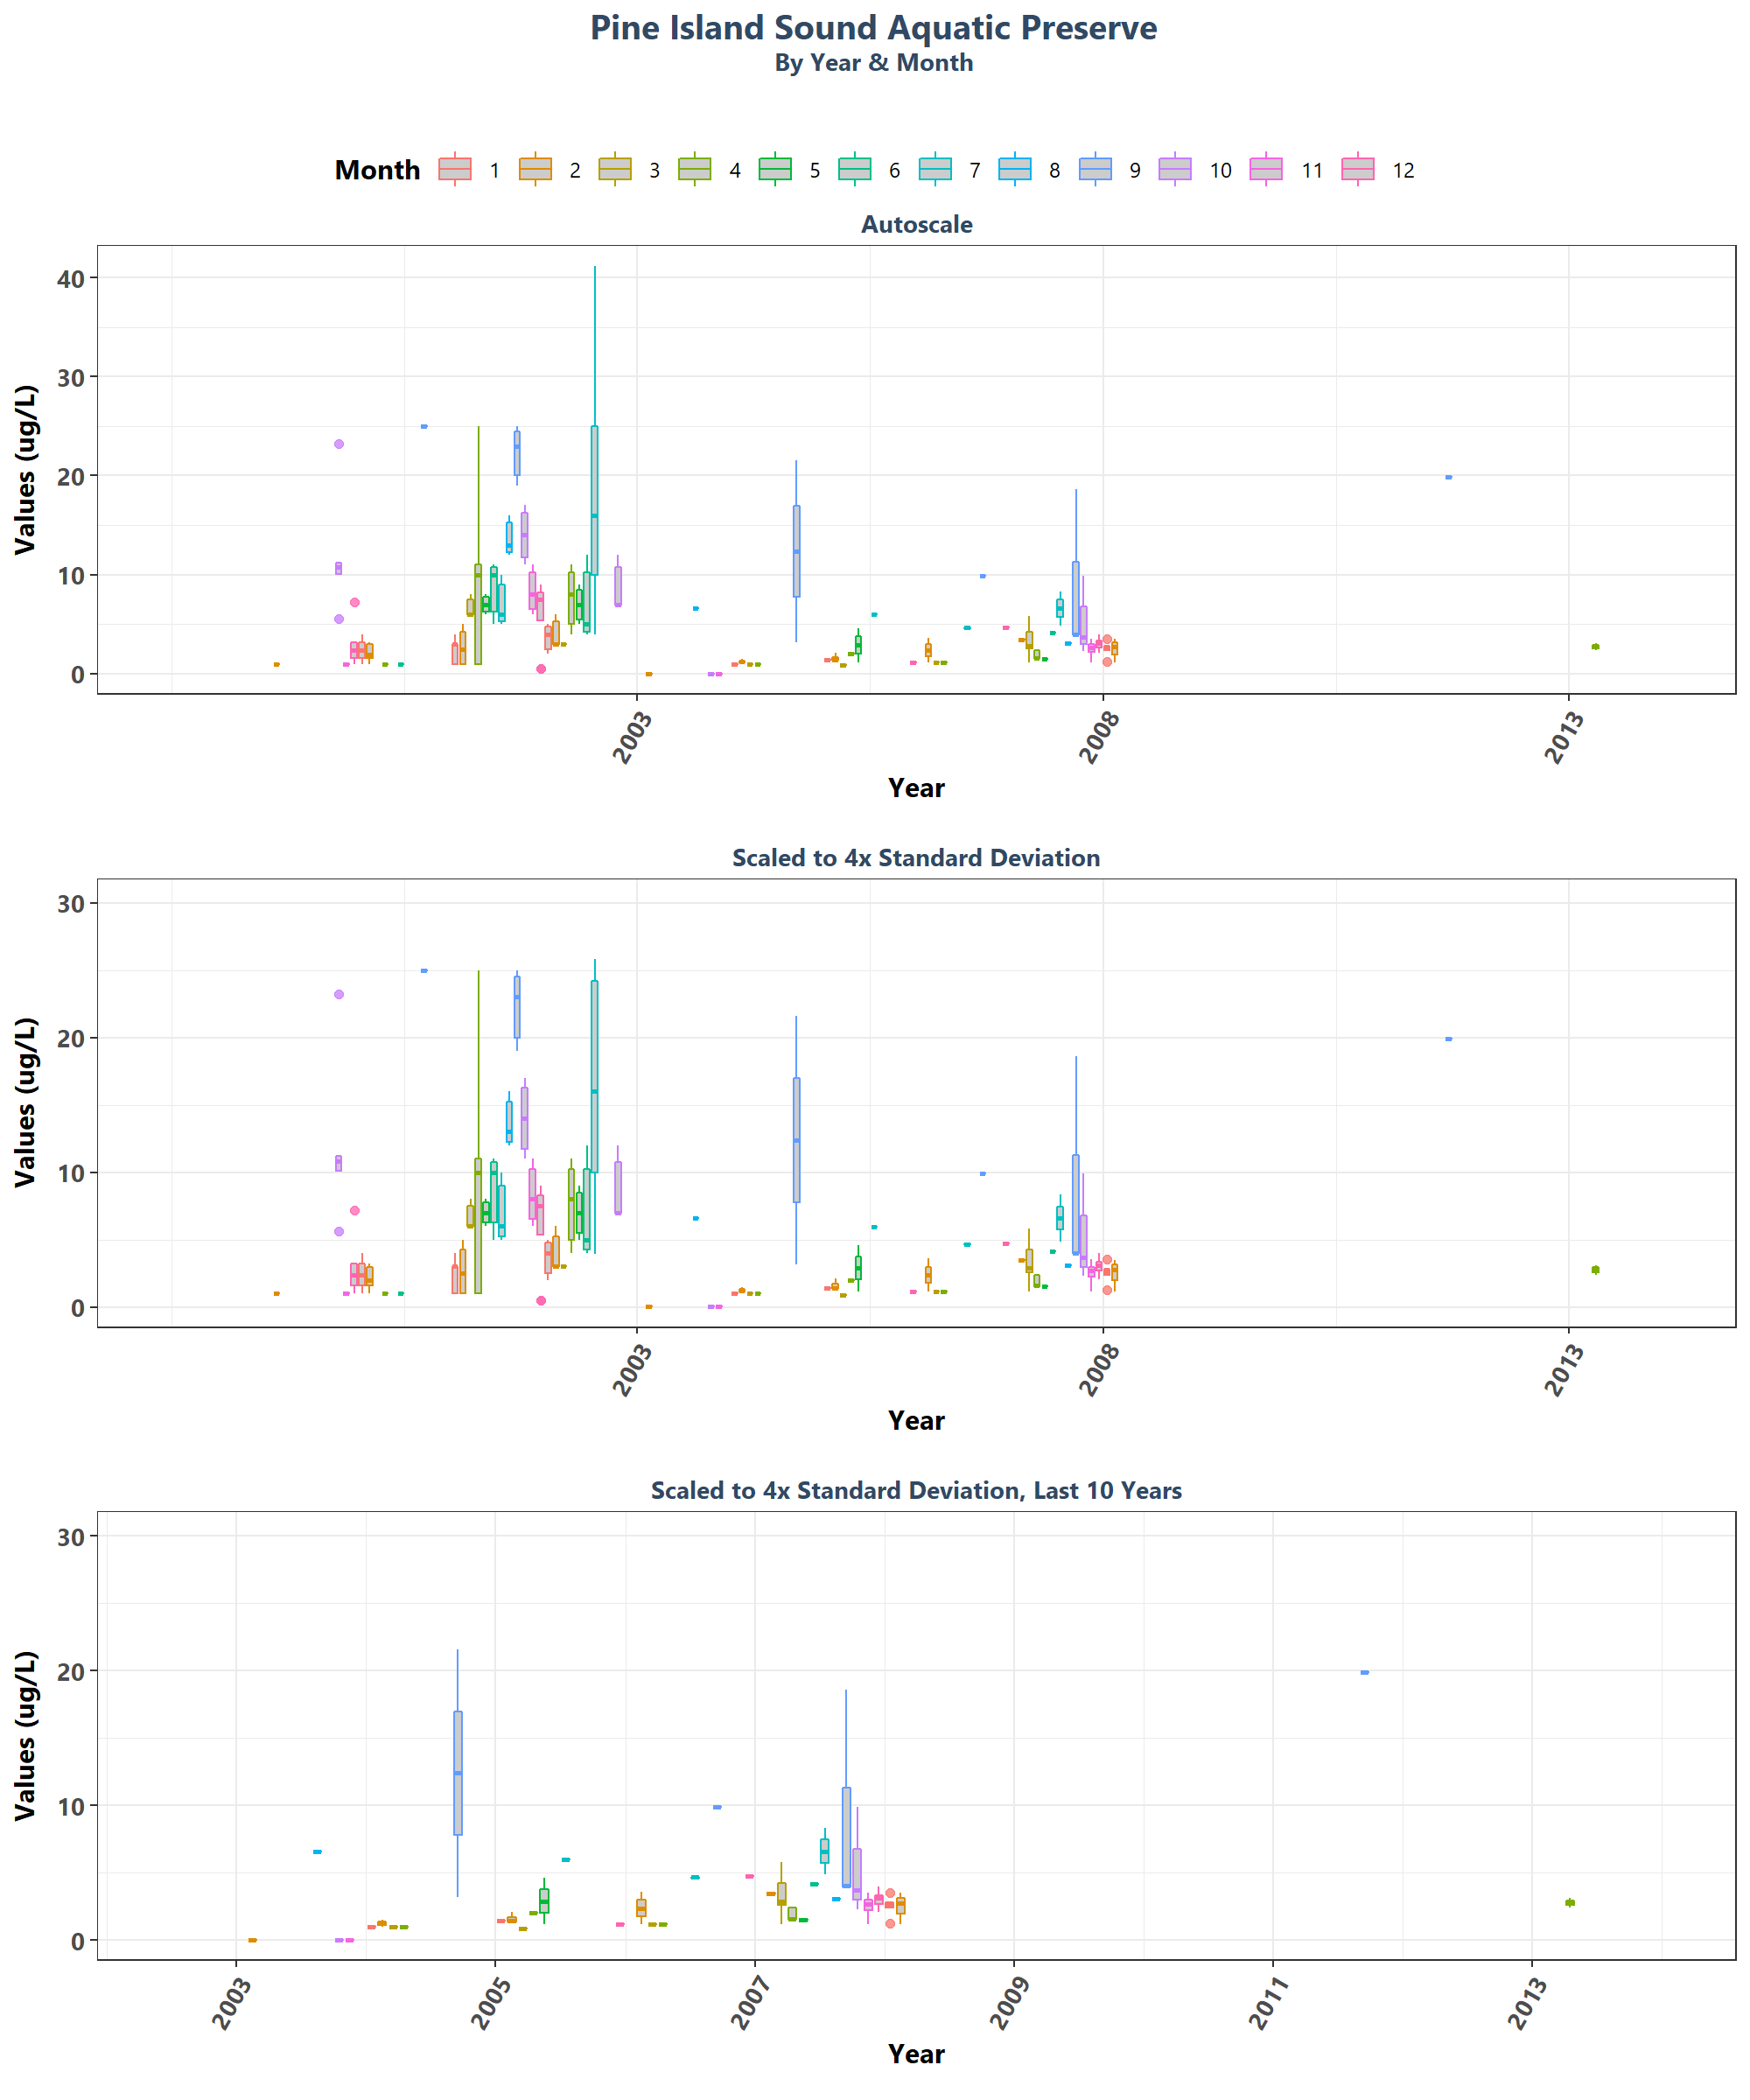 Pine Island Sound Aquatic Preserve
By Year & Month
Month 1 2 3 4 5 6 7 8 9 10 11 12
Autoscale
Values (ug/L)
40
30
20
10
0
2003 2008 2013
Year
Scaled to 4x Standard Deviation
Values (ug/L)
30
20
10
0
2003 2008 2013
Year
Scaled to 4x Standard Deviation, Last 10 Years
Values (ug/L)
30
20
10
0
2003 2005 2007 2009 2011 2013
Year